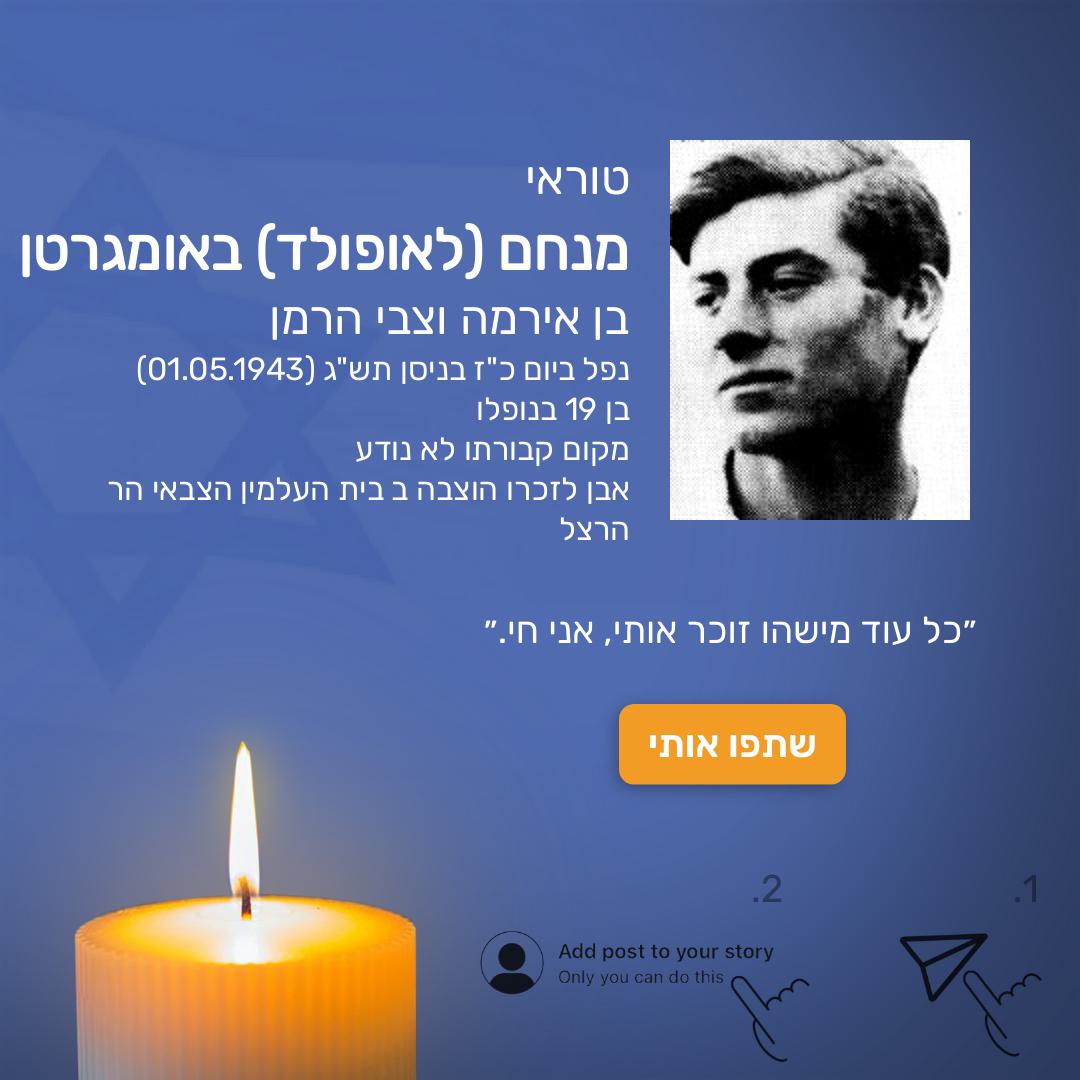 טוראי
מנחם (לאופולד) באומגרטן
בן אירמה וצבי הרמן
נפל ביום כ"ז בניסן תש"ג (01.05.1943)
בן 19 בנופלו
מקום קבורתו לא נודע
אבן לזכרו הוצבה ב בית העלמין הצבאי הר
הרצל
״כל עוד מישהו זוכר אותי, אני חי.״
שתפו אותי
1.
2.
Add post to your story
Only you can do this